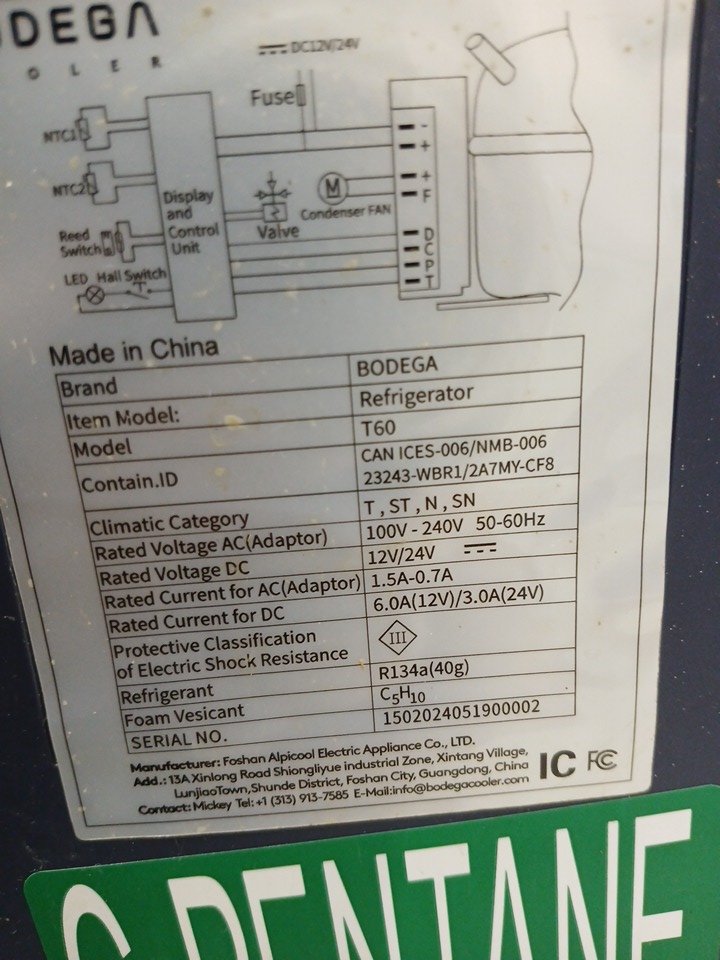 BODEGA
OLER
DC12V/24V
Fuse
NTC1
NTC2
Reed
Switch
LED Hall Switch
Display
and
Control
Unit
Valve
M
Condenser FAN
-
+
+
F
D
C
P
T
Made in China
Brand BODEGA
Item Model: Refrigerator
Model T60
Contain.ID CAN ICES-006/NMB-006
23243-WBR1/2A7MY-CF8
Climatic Category T , ST , N , SN
Rated Voltage AC(Adaptor) 100V - 240V 50-60Hz
Rated Voltage DC 12V/24V
Rated Current for AC(Adaptor) 1.5A-0.7A
Rated Current for DC 6.0A(12V)/3.0A(24V)
Protective Classification
of Electric Shock Resistance III
Refrigerant R134a(40g)
Foam Vesicant C5H10
SERIAL NO. 1502024051900002
Manufacturer: Foshan Alpicool Electric Appliance Co., LTD.
Add.: 13A Xinlong Road Shiongliyue industrial Zone, Xintang Village,
LunjiaoTown,Shunde District, Foshan City, Guangdong, China
Contact: Mickey Tel: +1 (313) 913-7585 E-Mail:info@bodegacooler.com
IC FC
C-PENTANE